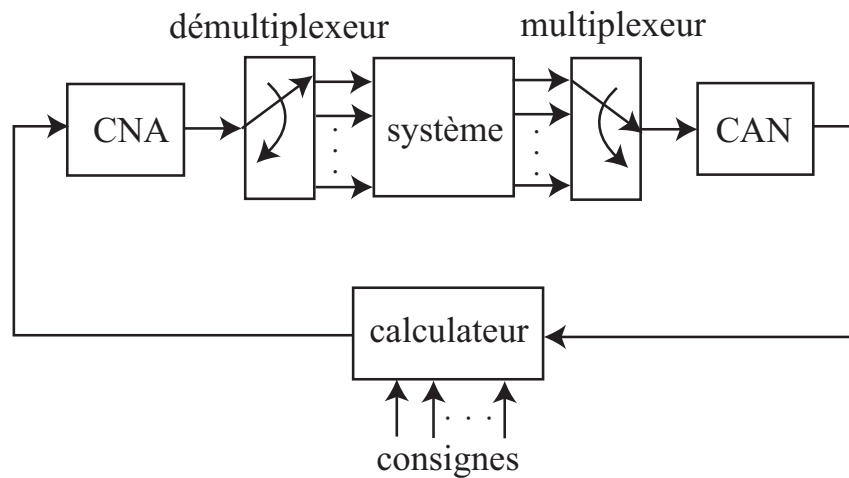 démultiplexeur
multiplexeur
CNA
système
CAN
calculateur
consignes